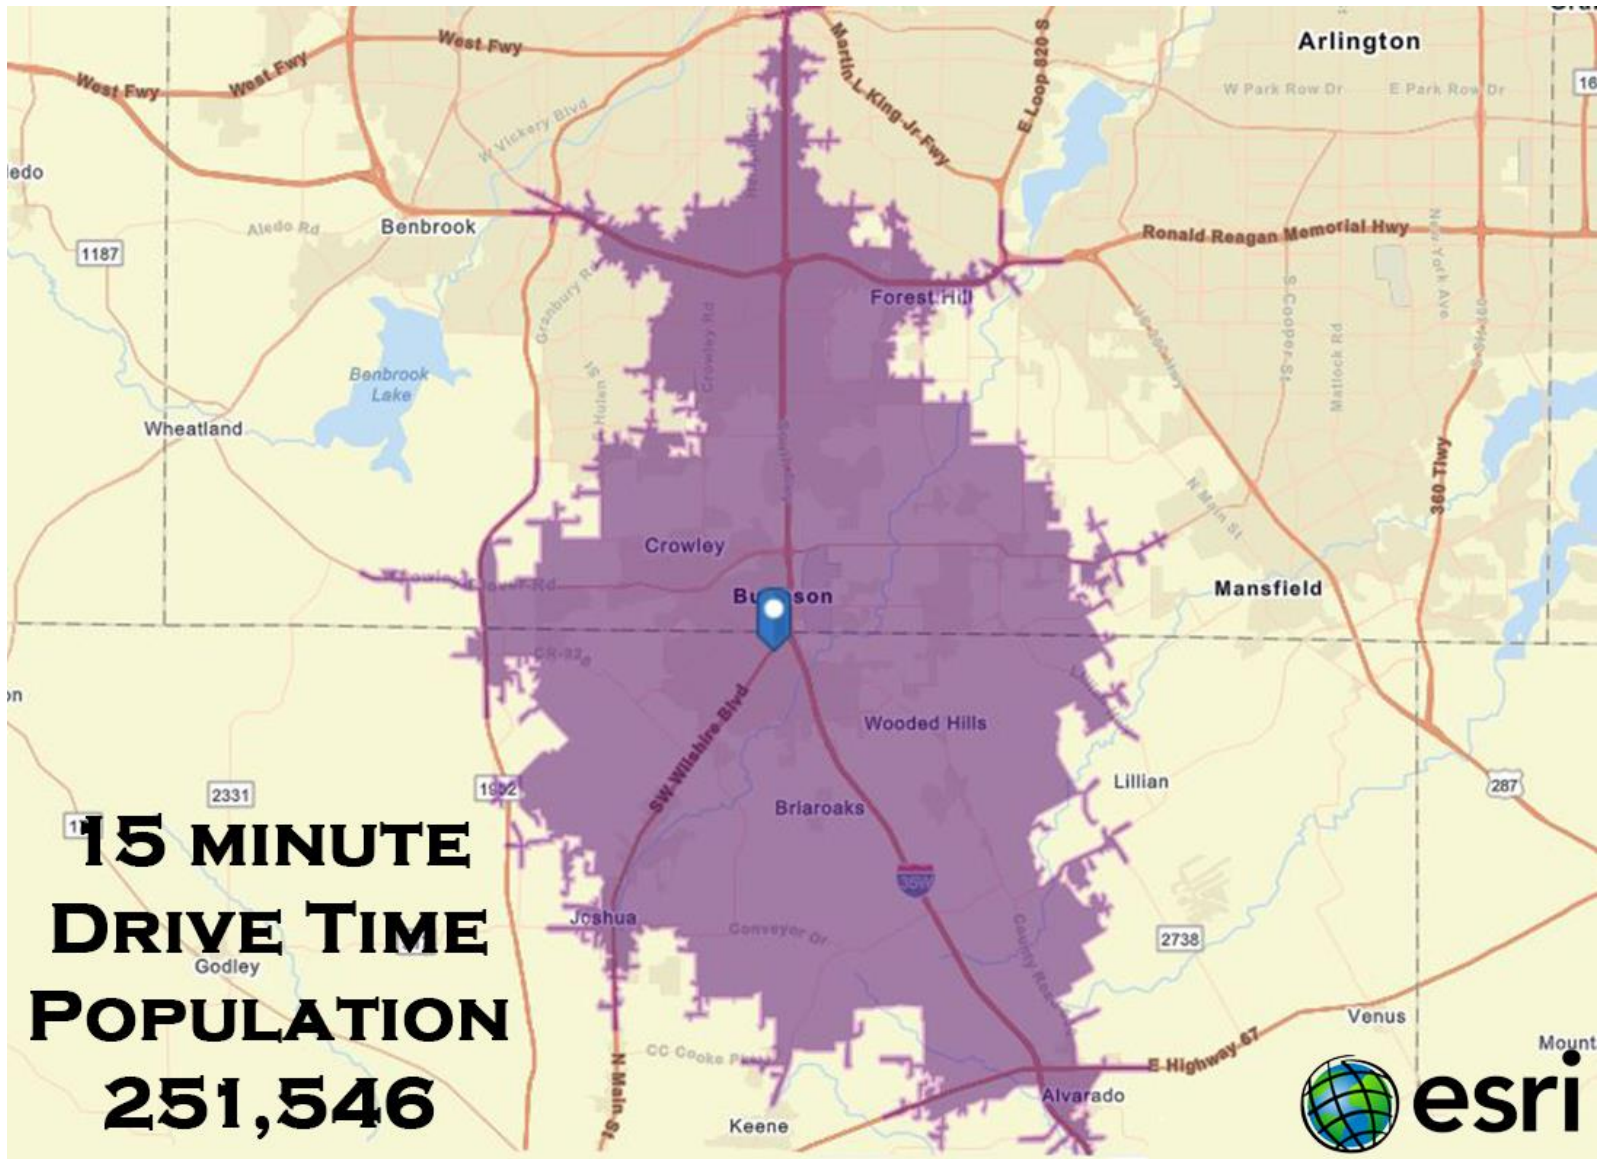 Arlington
West Fwy
West Fwy
West Fwy
Martin L King Jr Fwy
E Loop 820 S
W Park Row Dr
E Park Row Dr
W Vickery Blvd
Aledo Rd
Benbrook
1187
Ronald Reagan Memorial Hwy
New York Ave
Granbury Rd
Forest Hill
S Cooper St
Matlock Rd
Crowley Rd
Benbrook
Lake
Wheatland
360 Tlwy
N Main St
Crowley
Mansfield
SW Wilshire Blvd
Wooded Hills
Lillian
287
2331
Briaroaks
35W
15 MINUTE
DRIVE TIME
POPULATION
251,546
Joshua
Conveyor Dr
2738
Godley
Venus
E Highway 67
N Main St
CC Cooke Pkwy
Alvarado
Keene
esri